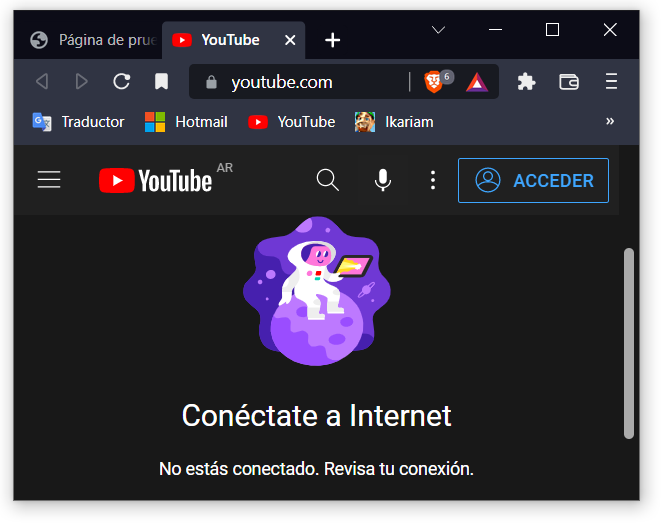 Página de prue
YouTube
youtube.com
6
Traductor
Hotmail
YouTube
Ikariam
»
YouTube AR
ACCEDER
Conéctate a Internet
No estás conectado. Revisa tu conexión.